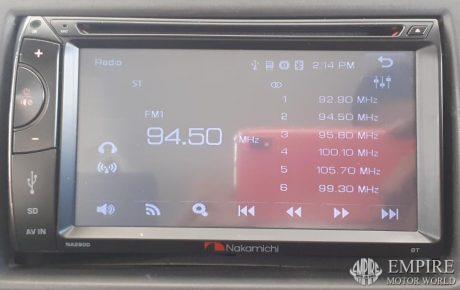 Radio
2:14 PM
ST
FM1
94.50 MHz
1 92.90 MHz
2 94.50 MHz
3 95.80 MHz
4 100.10 MHz
5 105.70 MHz
6 99.30 MHz
SD
AV IN
NA2900
Nakamichi
BT
EMPIRE
MOTOR WORLD